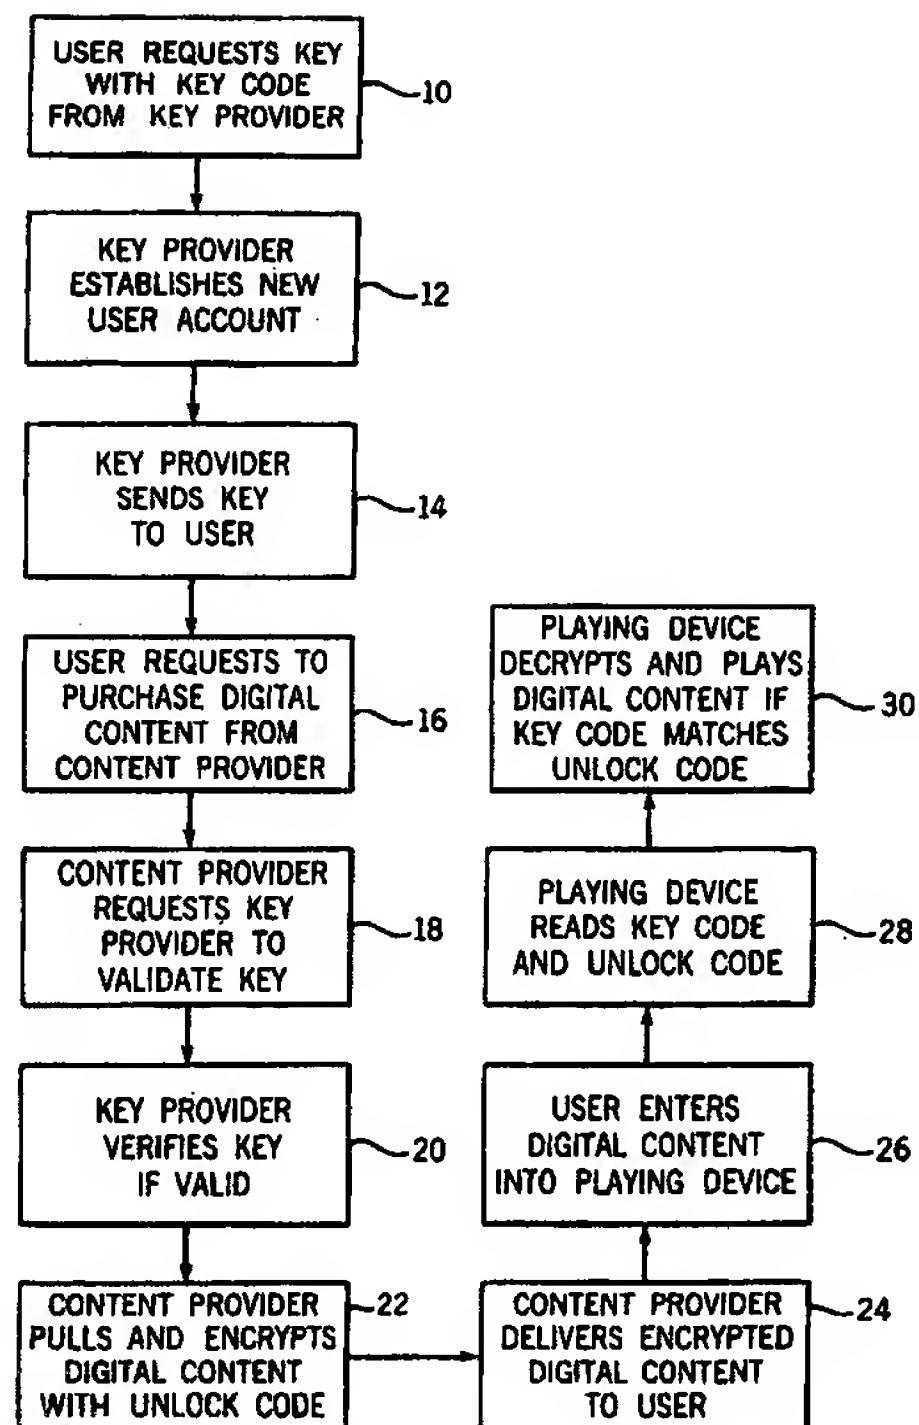 USER REQUESTS KEY
WITH KEY CODE
FROM KEY PROVIDER
10
KEY PROVIDER
ESTABLISHES NEW
USER ACCOUNT
12
KEY PROVIDER
SENDS KEY
TO USER
14
USER REQUESTS TO
PURCHASE DIGITAL
CONTENT FROM
CONTENT PROVIDER
16
CONTENT PROVIDER
REQUESTS KEY
PROVIDER TO
VALIDATE KEY
18
KEY PROVIDER
VERIFIES KEY
IF VALID
20
CONTENT PROVIDER
PULLS AND ENCRYPTS
DIGITAL CONTENT
WITH UNLOCK CODE
22
CONTENT PROVIDER
DELIVERS ENCRYPTED
DIGITAL CONTENT
TO USER
24
USER ENTERS
DIGITAL CONTENT
INTO PLAYING DEVICE
26
PLAYING DEVICE
READS KEY CODE
AND UNLOCK CODE
28
PLAYING DEVICE
DECRYPTS AND PLAYS
DIGITAL CONTENT IF
KEY CODE MATCHES
UNLOCK CODE
30